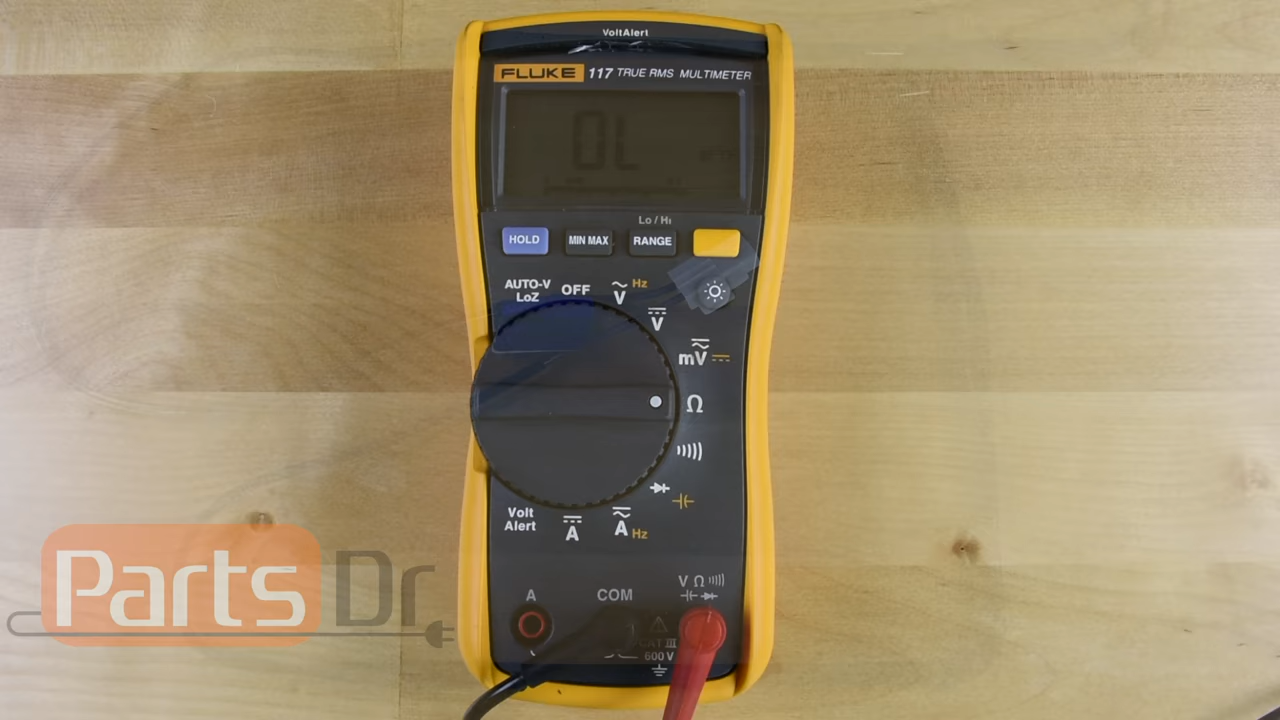 VoltAlert
FLUKE 117 TRUE RMS MULTIMETER
OL
Lo / Hi
HOLD MIN MAX RANGE
AUTO-V
LoZ
OFF
V Hz
V
mV
Ω
A Hz
A
Volt
Alert
A COM V Ω
CAT III
600 V
Parts Dr